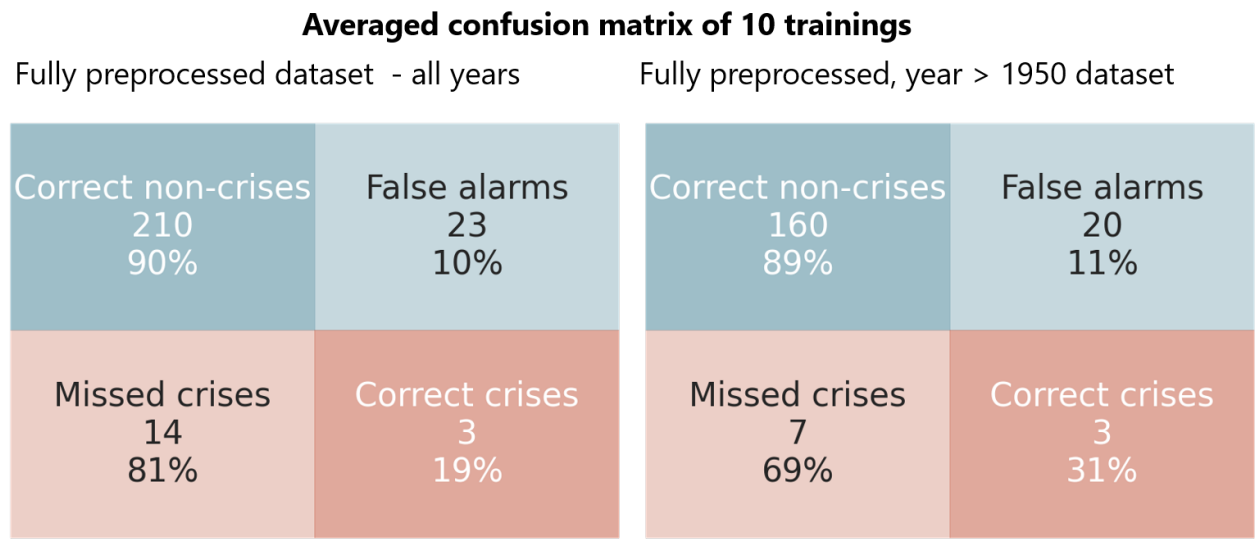 Averaged confusion matrix of 10 trainings
Fully preprocessed dataset - all years
Correct non-crises
210
90%
False alarms
23
10%
Missed crises
14
81%
Correct crises
3
19%
Fully preprocessed, year > 1950 dataset
Correct non-crises
160
89%
False alarms
20
11%
Missed crises
7
69%
Correct crises
3
31%